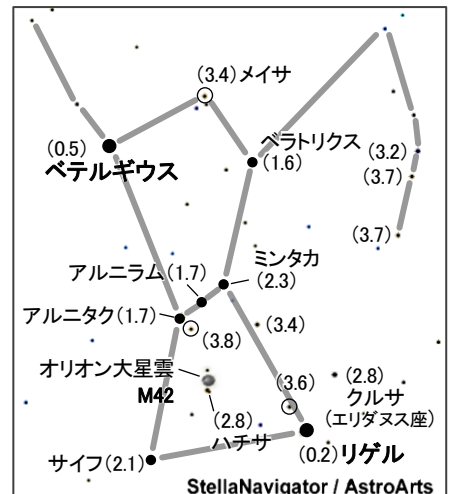 (3.4)メイサ
(0.5)
ベテルギウス
ベラトリクス
(1.6)
(3.2)
(3.7)
(3.7)
ミンタカ
(2.3)
アルニラム(1.7)
アルニタク(1.7)
(3.8)
(3.4)
オリオン大星雲
M42
(3.6)
(2.8)
クルサ
(エリダヌス座)
(2.8)
ハチサ
(0.2)リゲル
サイフ(2.1)
StellaNavigator / AstroArts